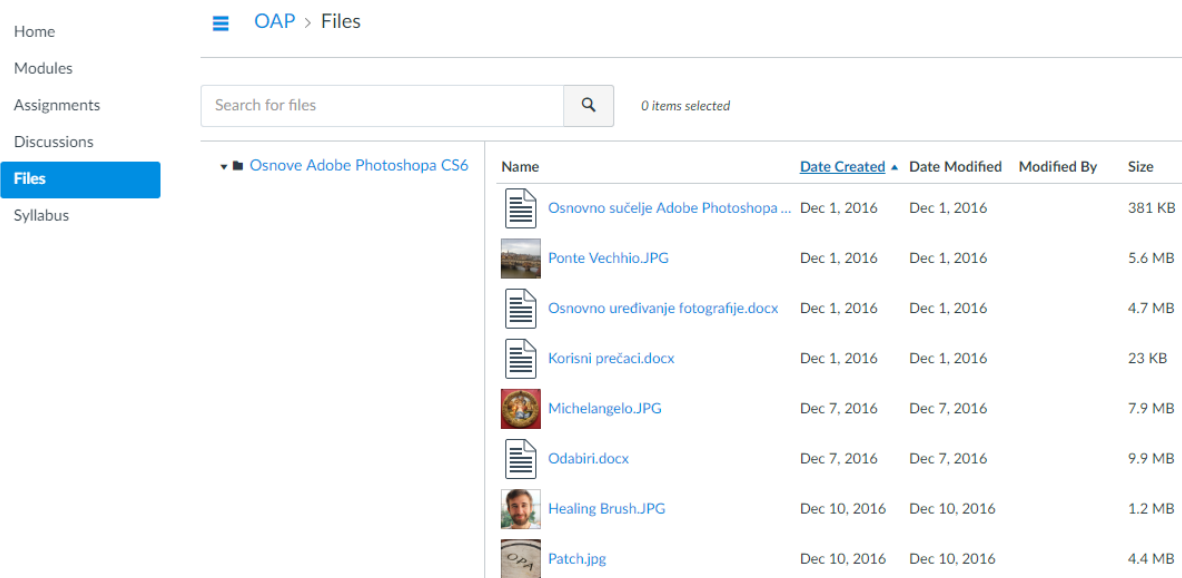 Home
Modules
Assignments
Discussions
Files
Syllabus
OAP > Files
Search for files
0 items selected
Osnove Adobe Photoshopa CS6
Name Date Created Date Modified Modified By Size
Osnovno sučelje Adobe Photoshopa ... Dec 1, 2016 Dec 1, 2016 381 KB
Ponte Vechhio.JPG Dec 1, 2016 Dec 1, 2016 5.6 MB
Osnovno uređivanje fotografije.docx Dec 1, 2016 Dec 1, 2016 4.7 MB
Korisni prečaci.docx Dec 1, 2016 Dec 1, 2016 23 KB
Michelangelo.JPG Dec 7, 2016 Dec 7, 2016 7.9 MB
Odabiri.docx Dec 7, 2016 Dec 7, 2016 9.9 MB
Healing Brush.JPG Dec 10, 2016 Dec 10, 2016 1.2 MB
OPA
Patch.jpg Dec 10, 2016 Dec 10, 2016 4.4 MB